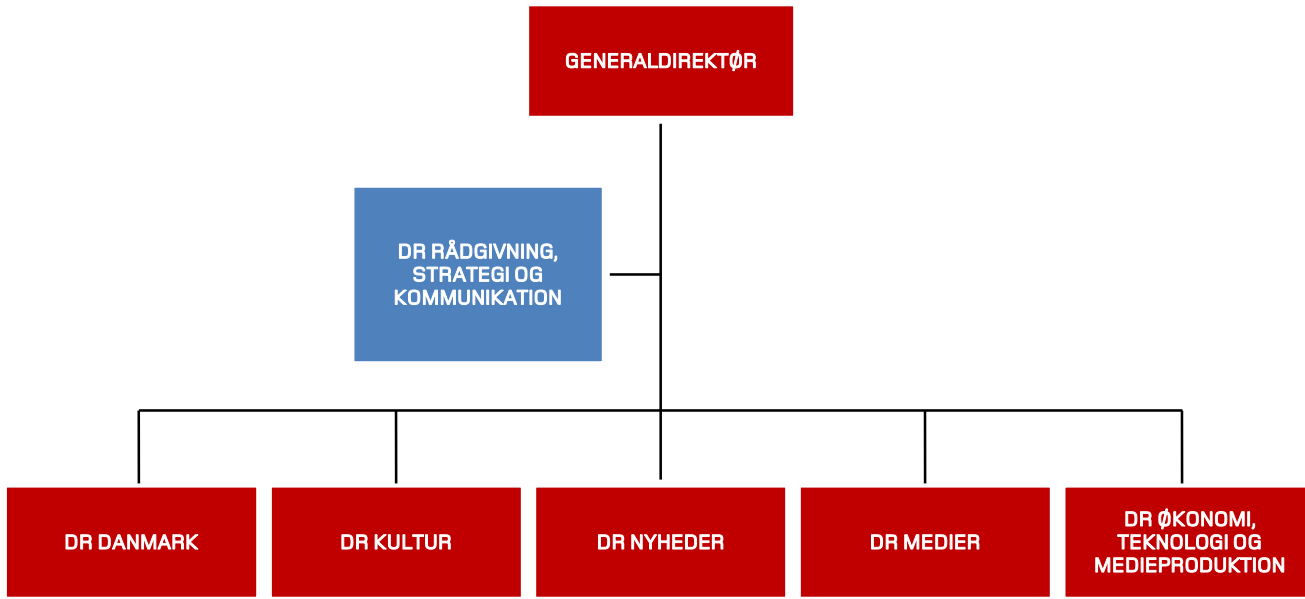 GENERALDIREKTØR
DR RÅDGIVNING,
STRATEGI OG
KOMMUNIKATION
DR DANMARK
DR KULTUR
DR NYHEDER
DR MEDIER
DR ØKONOMI,
TEKNOLOGI OG
MEDIEPRODUKTION